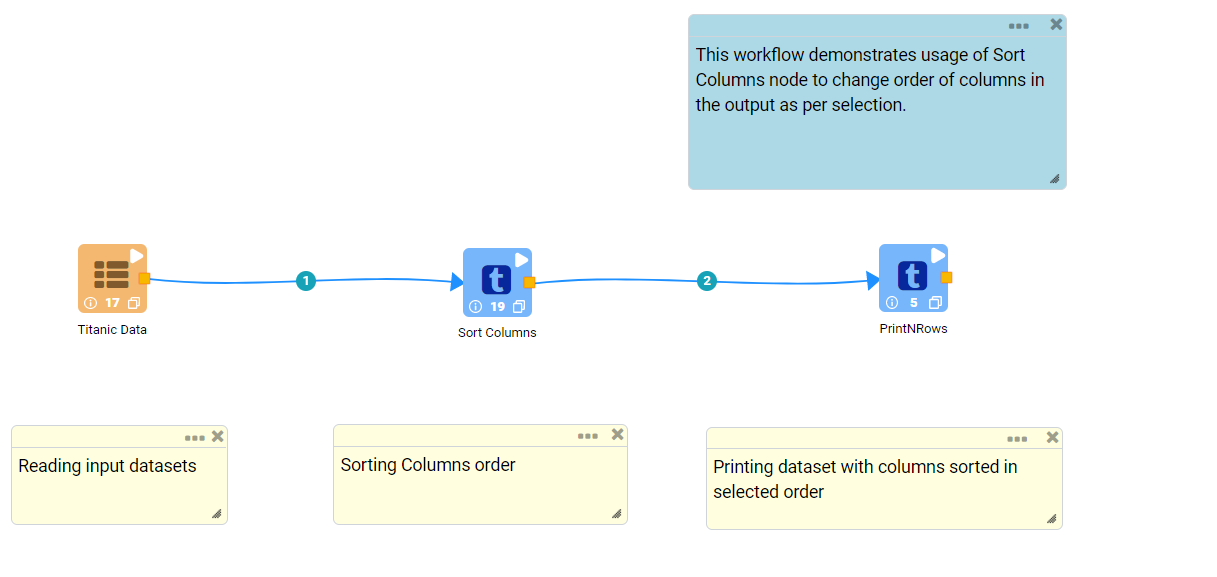 This workflow demonstrates usage of Sort
Columns node to change order of columns in
the output as per selection.
17
Titanic Data
1
t
19
Sort Columns
2
t
5
PrintNRows
Reading input datasets
Sorting Columns order
Printing dataset with columns sorted in
selected order